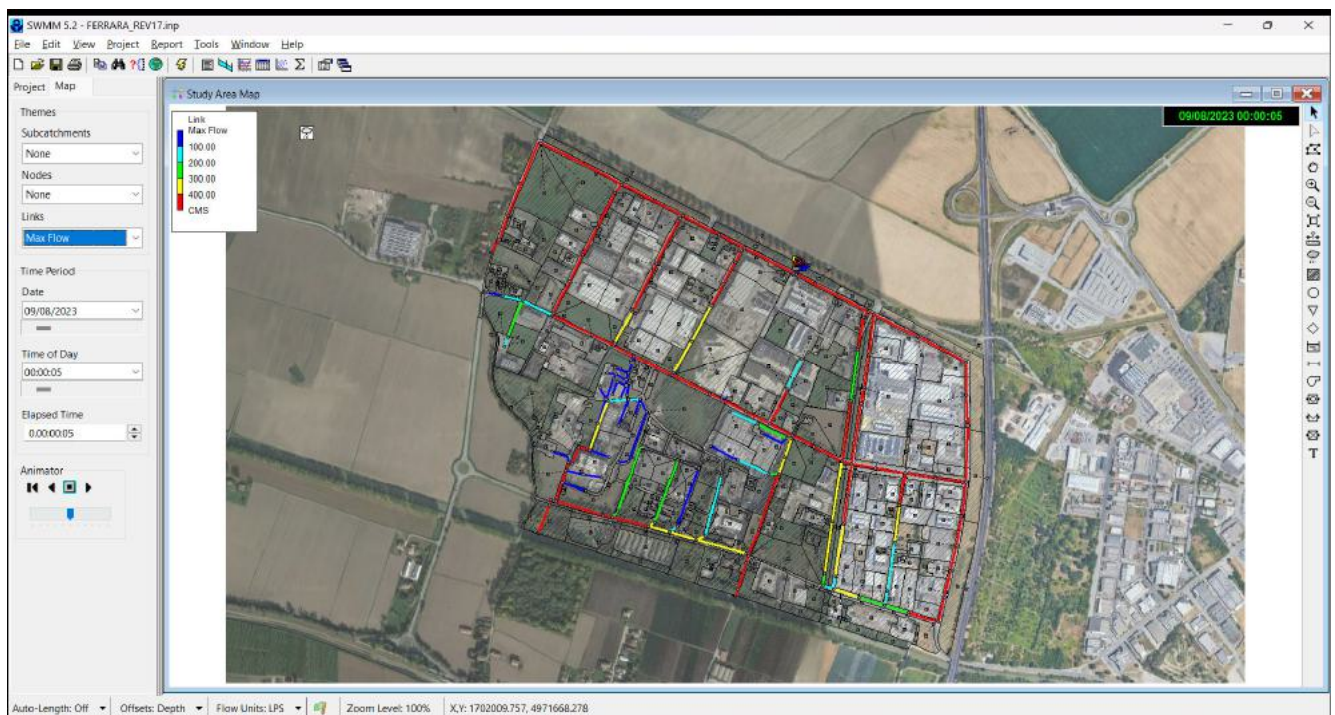 SWMM 5.2 - FERRARA_REV17.inp
File Edit View Project Report Tools Window Help
Project Map
Study Area Map
Themes
Subcatchments
None
Nodes
None
Links
Max Flow
Time Period
Date
09/08/2023
Time of Day
00:00:05
Elapsed Time
0.00:00:05
Animator
Link
Max Flow
100.00
200.00
300.00
400.00
CMS
09/08/2023 00:00:05
T
Auto-Length: Off Offsets: Depth Flow Units: LPS Zoom Level: 100% X,Y: 1702009.757, 4971668.278